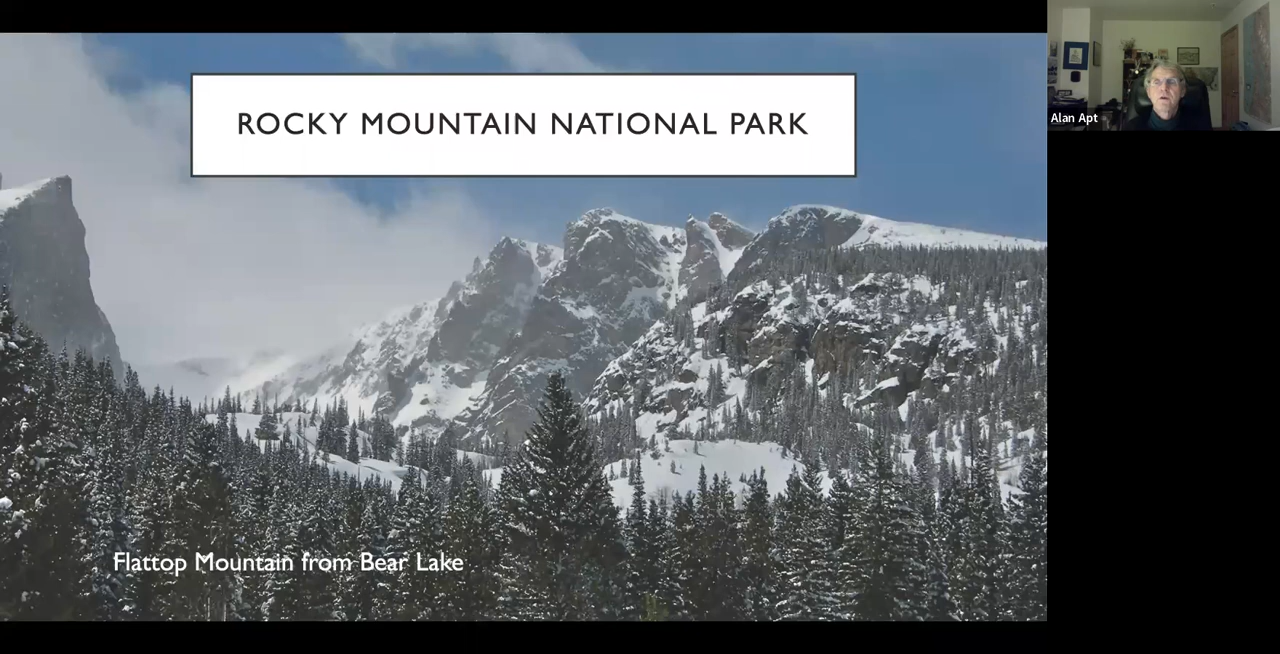 ROCKY MOUNTAIN NATIONAL PARK
Alan Apt
Flattop Mountain from Bear Lake